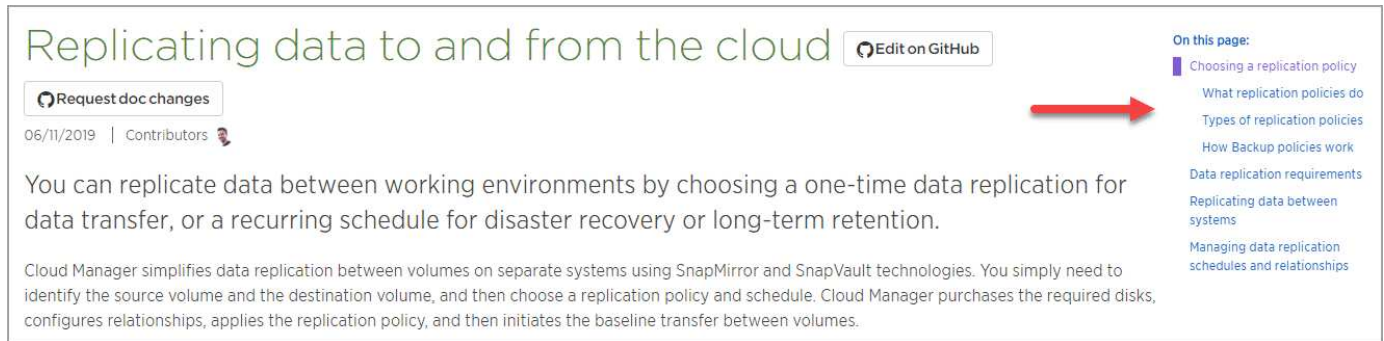 Replicating data to and from the cloud
Edit on GitHub
Request doc changes
06/11/2019 | Contributors
You can replicate data between working environments by choosing a one-time data replication for
data transfer, or a recurring schedule for disaster recovery or long-term retention.
Cloud Manager simplifies data replication between volumes on separate systems using SnapMirror and SnapVault technologies. You simply need to
identify the source volume and the destination volume, and then choose a replication policy and schedule. Cloud Manager purchases the required disks,
configures relationships, applies the replication policy, and then initiates the baseline transfer between volumes.
On this page:
Choosing a replication policy
What replication policies do
Types of replication policies
How Backup policies work
Data replication requirements
Replicating data between
systems
Managing data replication
schedules and relationships